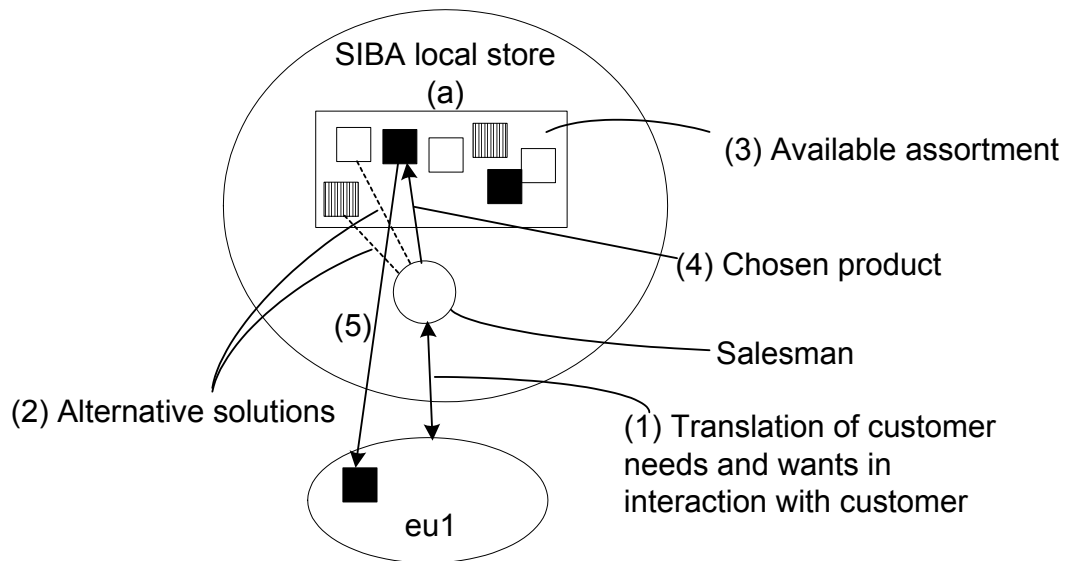 SIBA local store
(a)
(3) Available assortment
(4) Chosen product
(5)
Salesman
(2) Alternative solutions
(1) Translation of customer
needs and wants in
interaction with customer
eu1